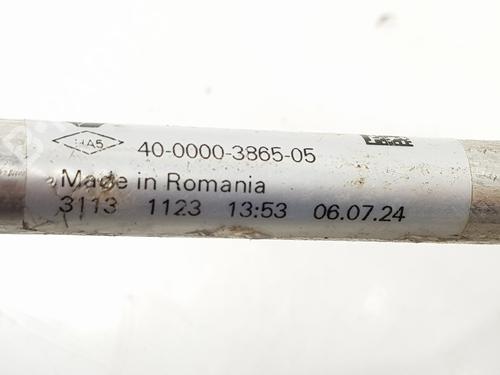 HA5 40-0000-3865-05
Made in Romania
3113 1123 13:53 06.07.24